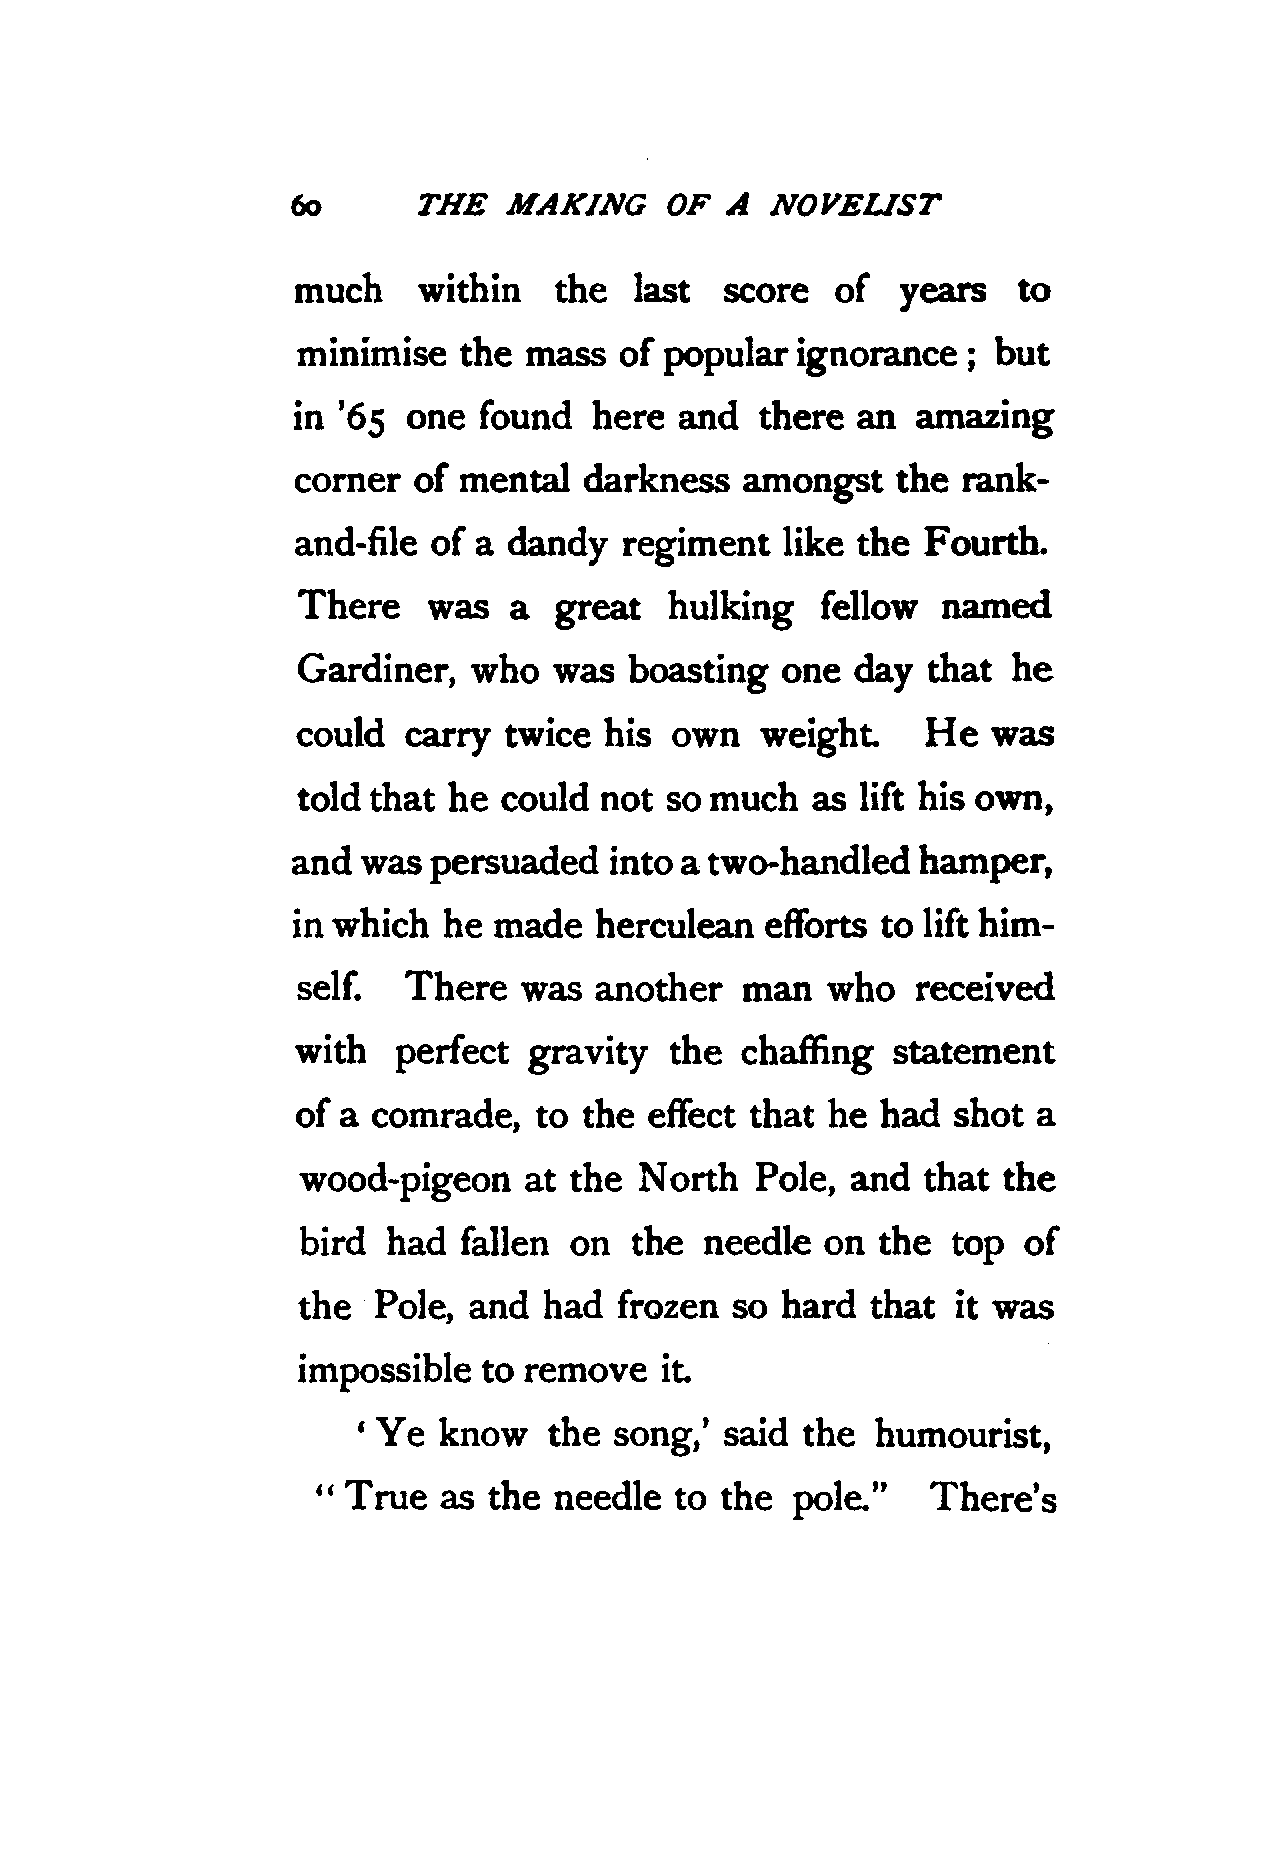 60 THE MAKING OF A NOVELIST
much within the last score of years to
minimise the mass of popular ignorance; but
in '65 one found here and there an amazing
corner of mental darkness amongst the rank-
and-file of a dandy regiment like the Fourth.
There was a great hulking fellow named
Gardiner, who was boasting one day that he
could carry twice his own weight. He was
told that he could not so much as lift his own,
and was persuaded into a two-handled hamper,
in which he made herculean efforts to lift him-
self. There was another man who received
with perfect gravity the chaffing statement
of a comrade, to the effect that he had shot a
wood-pigeon at the North Pole, and that the
bird had fallen on the needle on the top of
the Pole, and had frozen so hard that it was
impossible to remove it.
'Ye know the song,' said the humourist,
"True as the needle to the pole." There's